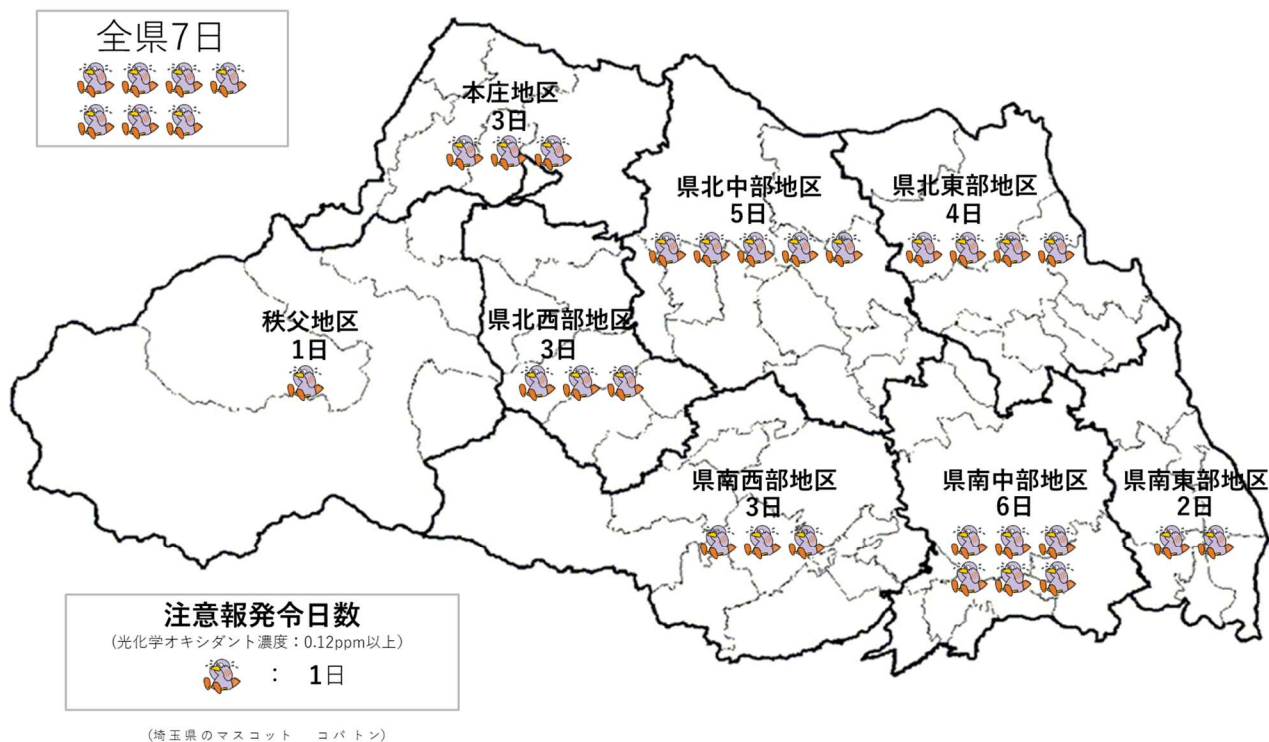 全県7日
本庄地区
3日
県北中部地区
5日
県北東部地区
4日
秩父地区
1日
県北西部地区
3日
県南西部地区
3日
県南中部地区
6日
県南東部地区
2日
注意報発令日数
(光化学オキシダント濃度：0.12ppm以上)
： 1日
(埼玉県のマスコット　コバトン)